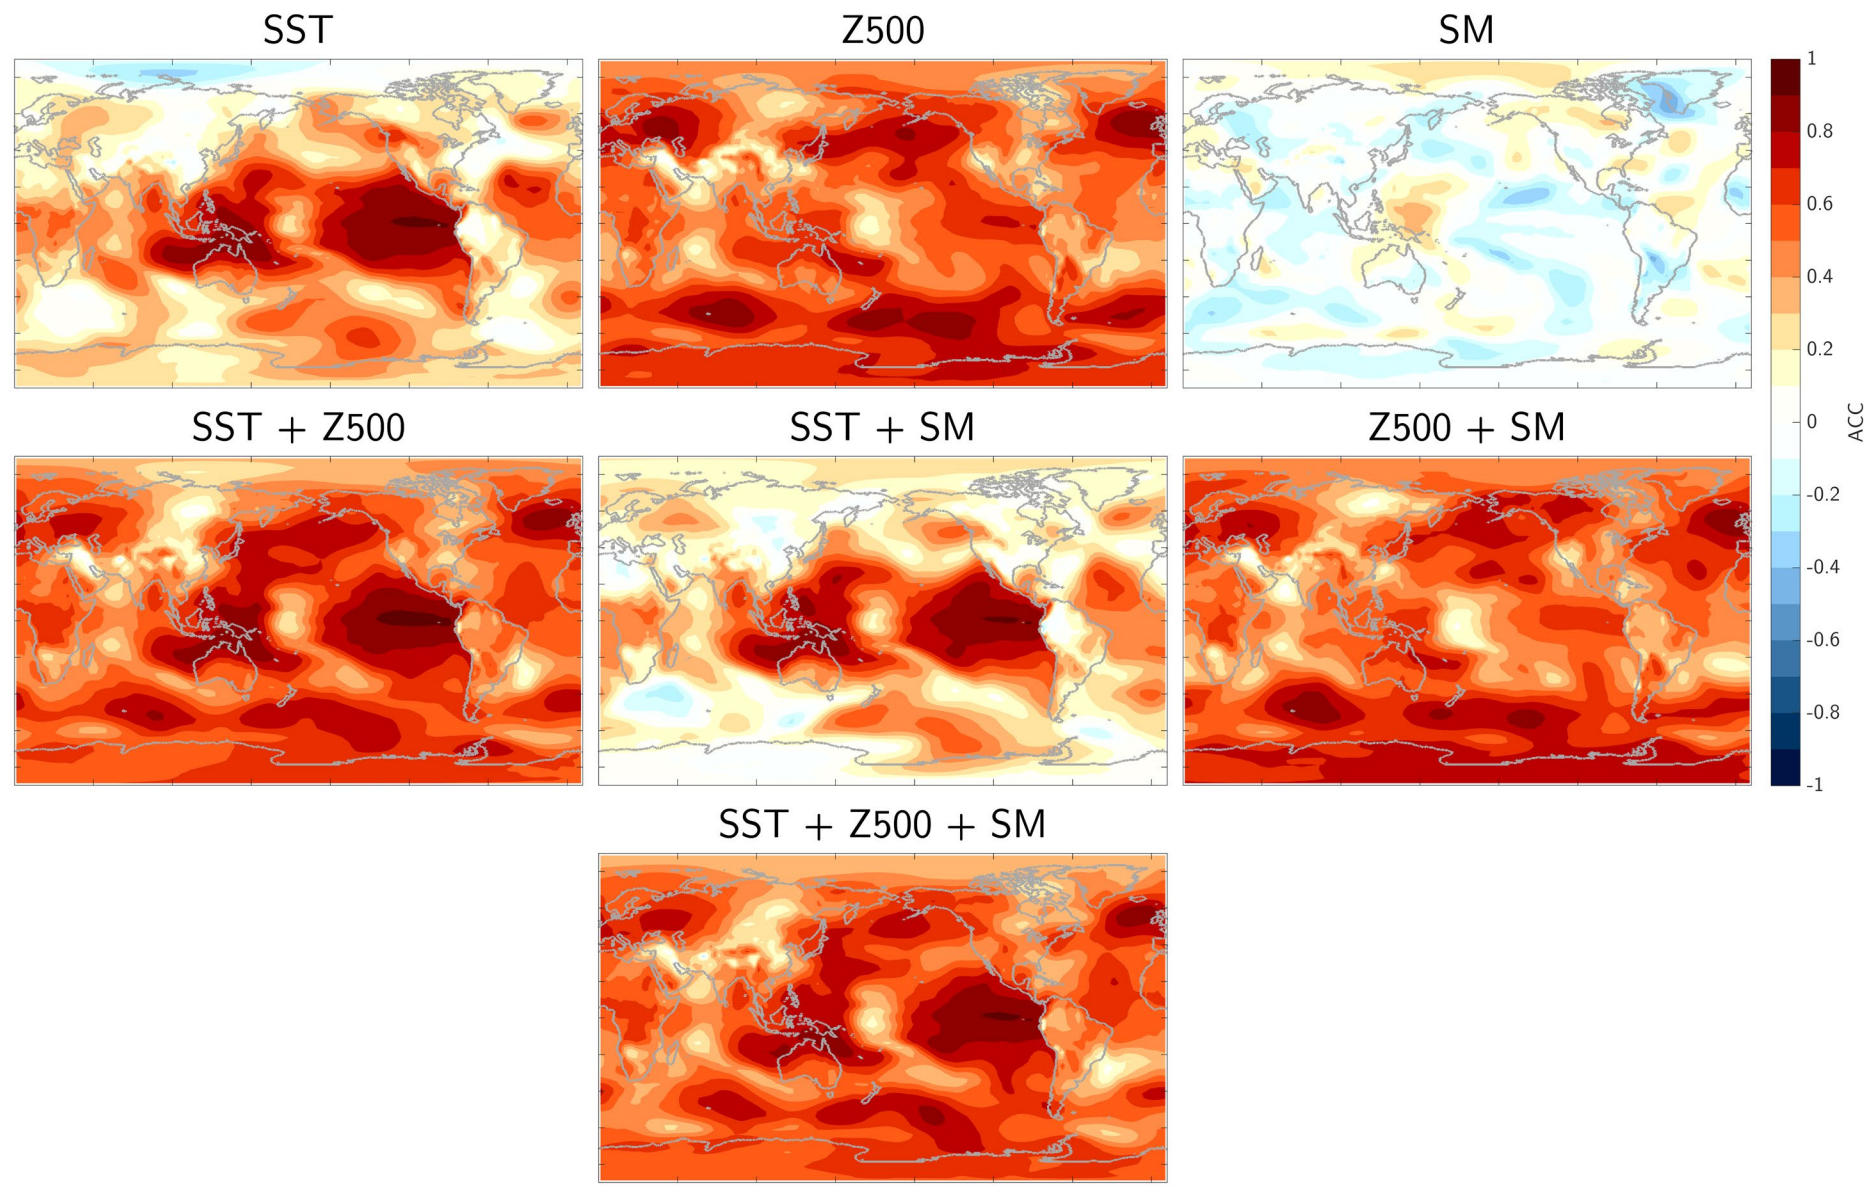 SST
Z500
SM
1
0.8
0.6
0.4
0.2
0
-0.2
-0.4
-0.6
-0.8
-1
ACC
SST + Z500
SST + SM
Z500 + SM
SST + Z500 + SM